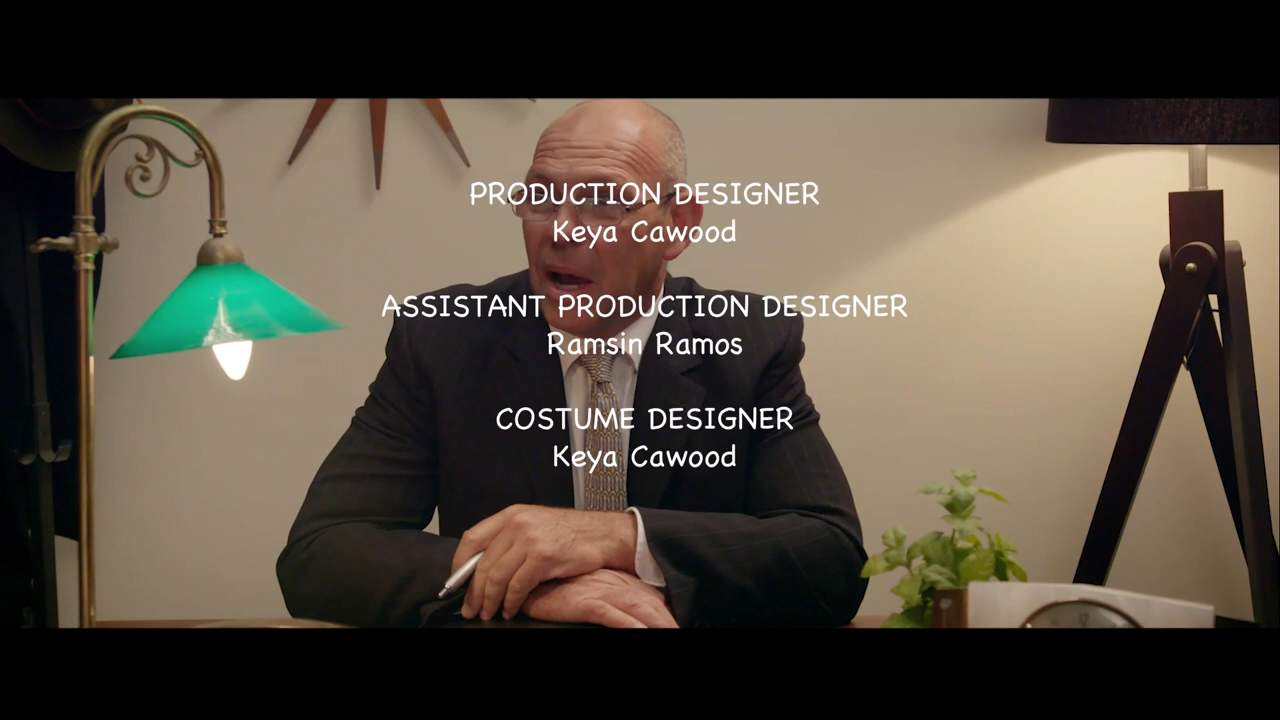 PRODUCTION DESIGNER
Keya Cawood
ASSISTANT PRODUCTION DESIGNER
Ramsin Ramos
COSTUME DESIGNER
Keya Cawood